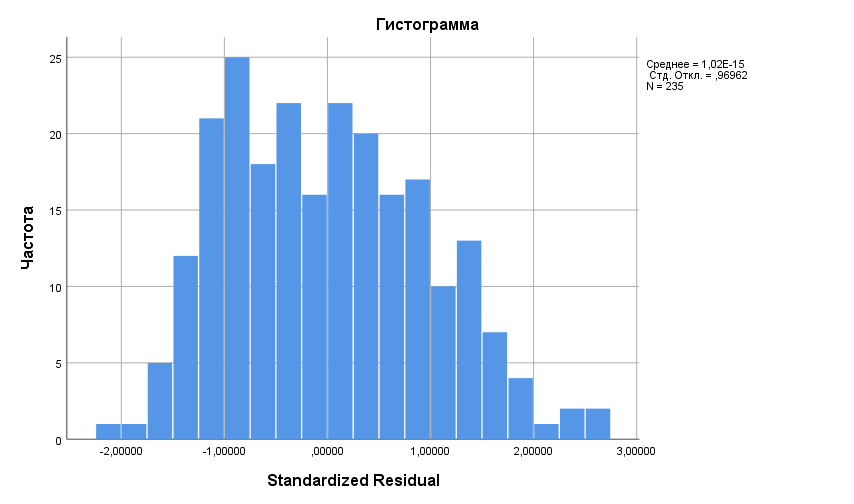 Гистограмма
Среднее = 1,02E-15
Стд. Откл. = ,96962
N = 235
Частота
25
20
15
10
5
0
-2,00000 -1,00000 ,00000 1,00000 2,00000 3,00000
Standardized Residual